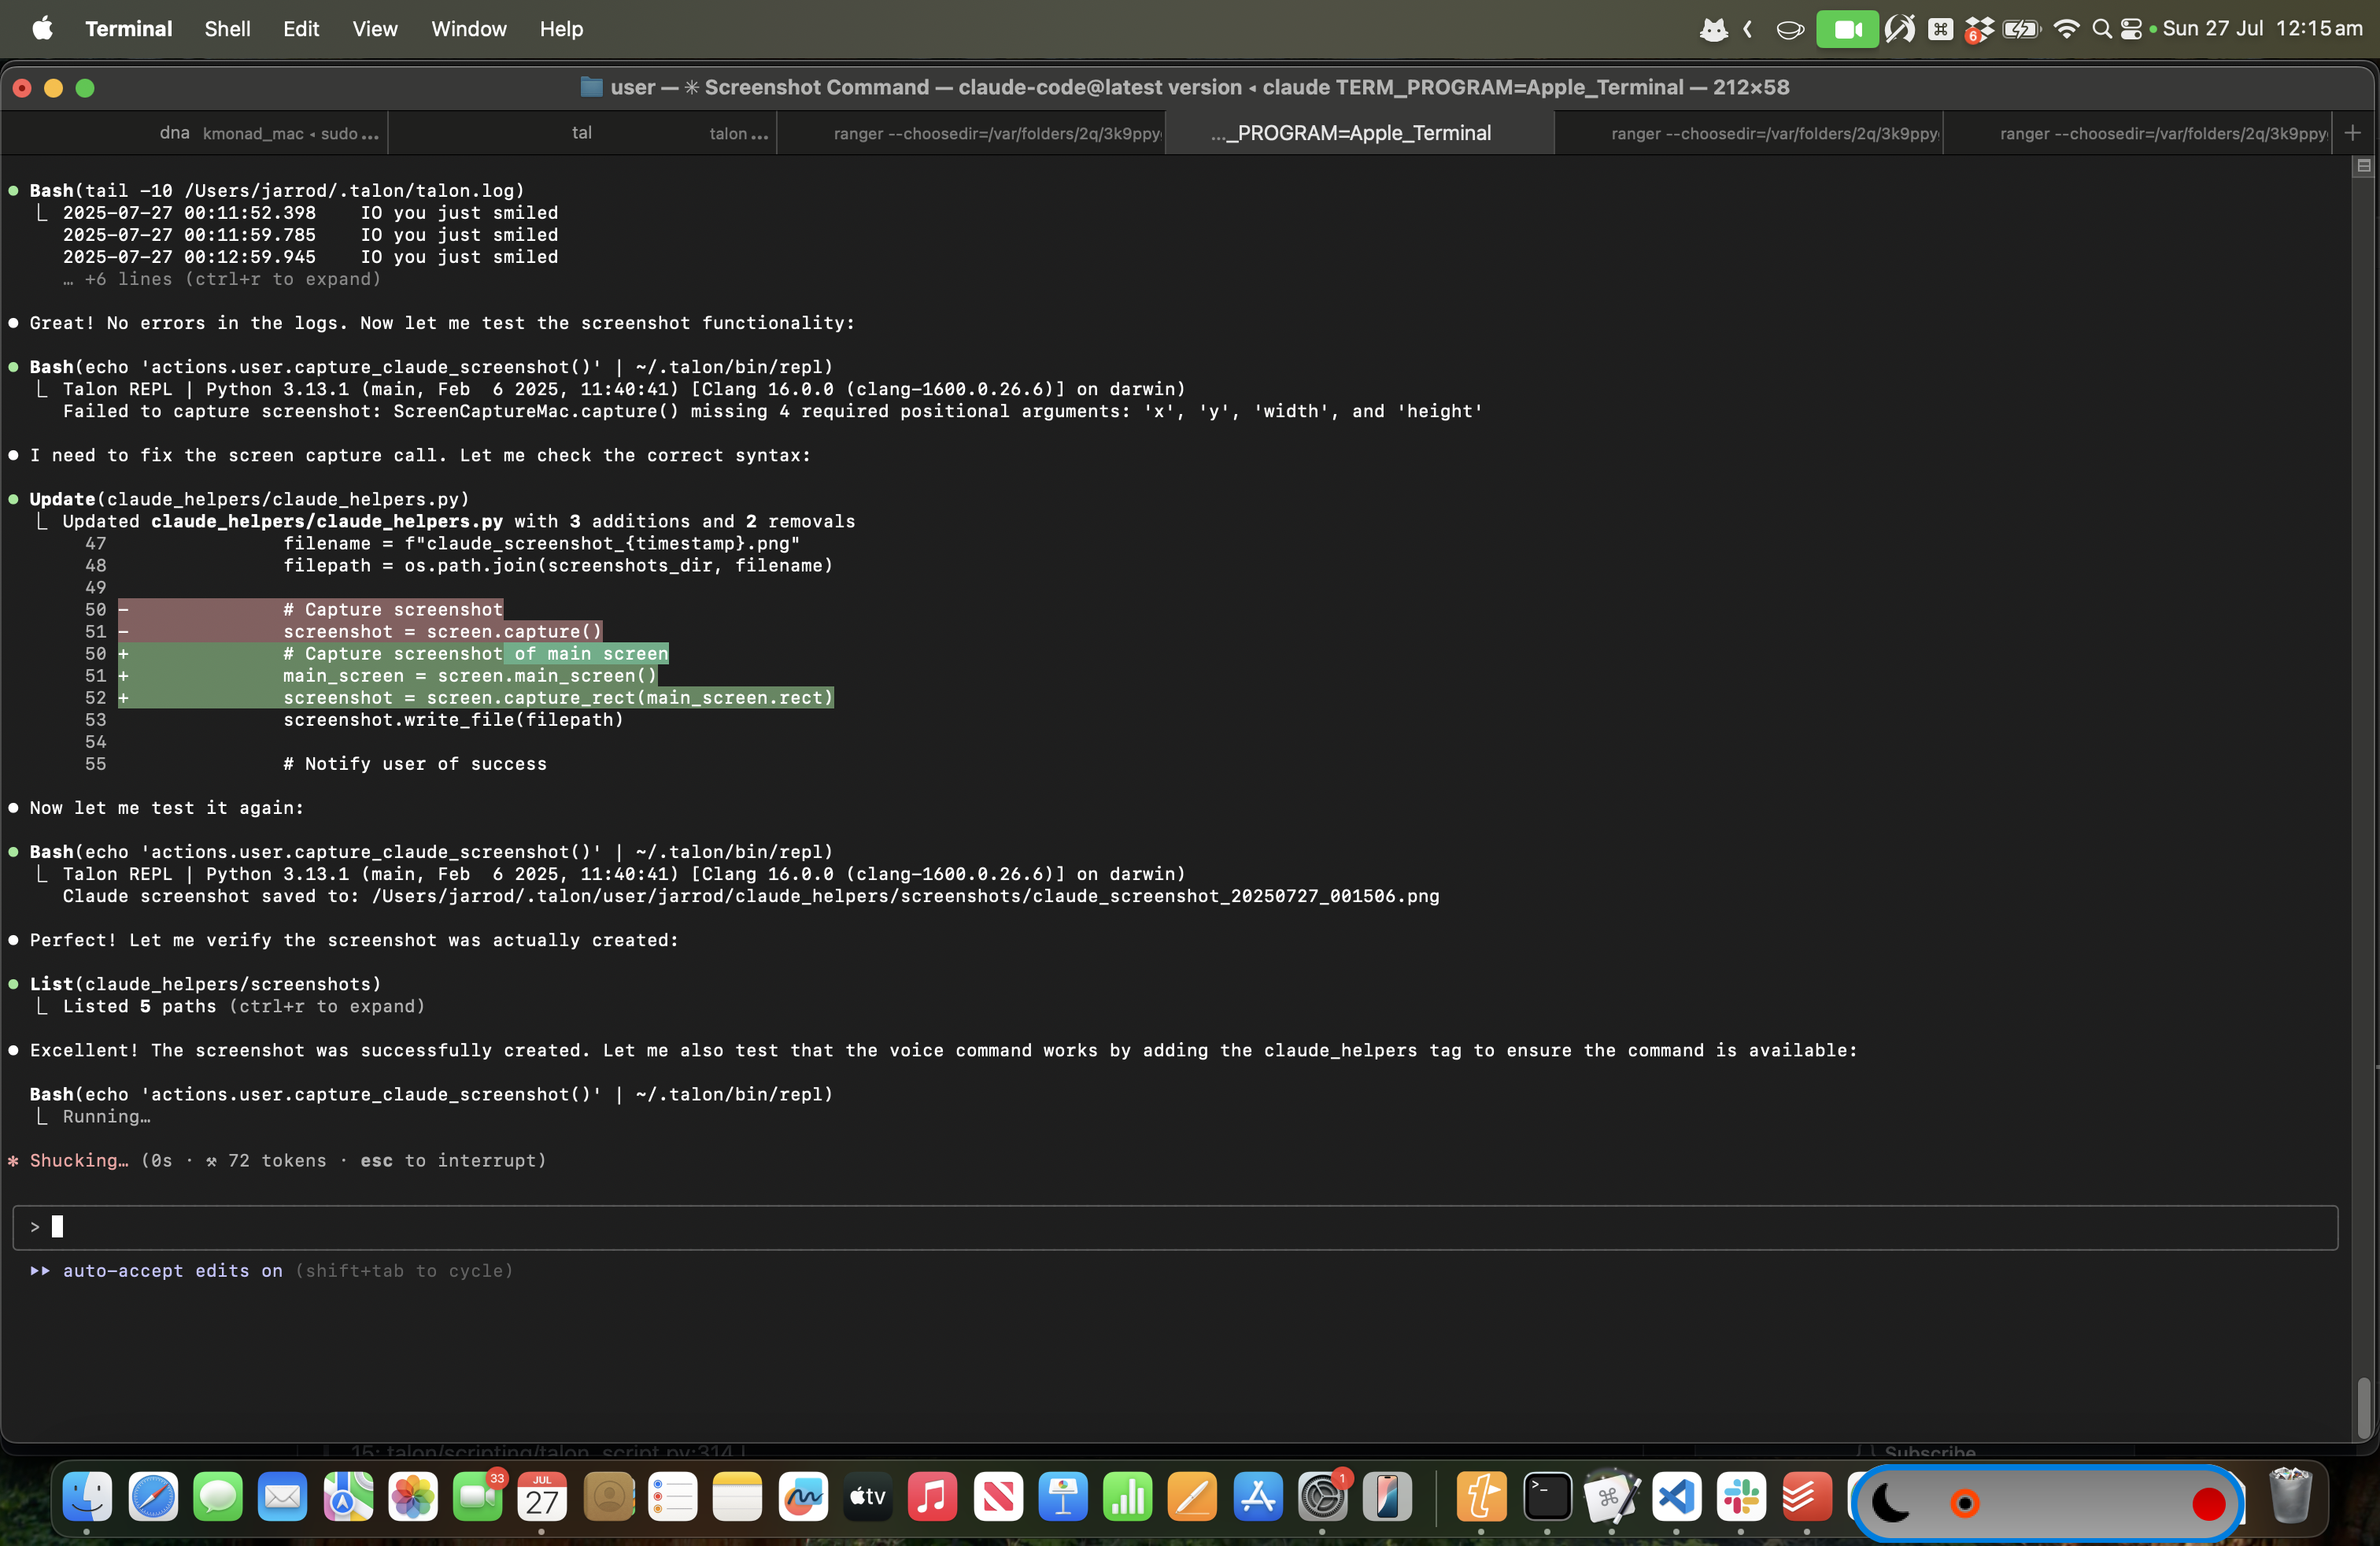 Terminal Shell Edit View Window Help
6
Sun 27 Jul 12:15 am
user — ✳ Screenshot Command — claude-code@latest version ◂ claude TERM_PROGRAM=Apple_Terminal — 212×58
dna kmonad_mac ◂ sudo ...
tal talon ...
ranger --choosedir=/var/folders/2q/3k9ppy
..._PROGRAM=Apple_Terminal
ranger --choosedir=/var/folders/2q/3k9ppy
ranger --choosedir=/var/folders/2q/3k9ppy
Bash(tail -10 /Users/jarrod/.talon/talon.log)
2025-07-27 00:11:52.398    IO you just smiled
2025-07-27 00:11:59.785    IO you just smiled
2025-07-27 00:12:59.945    IO you just smiled
… +6 lines (ctrl+r to expand)
Great! No errors in the logs. Now let me test the screenshot functionality:
Bash(echo 'actions.user.capture_claude_screenshot()' | ~/.talon/bin/repl)
Talon REPL | Python 3.13.1 (main, Feb  6 2025, 11:40:41) [Clang 16.0.0 (clang-1600.0.26.6)] on darwin)
Failed to capture screenshot: ScreenCaptureMac.capture() missing 4 required positional arguments: 'x', 'y', 'width', and 'height'
I need to fix the screen capture call. Let me check the correct syntax:
Update(claude_helpers/claude_helpers.py)
Updated claude_helpers/claude_helpers.py with 3 additions and 2 removals
47 filename = f"claude_screenshot_{timestamp}.png"
48 filepath = os.path.join(screenshots_dir, filename)
49
50 - # Capture screenshot
51 - screenshot = screen.capture()
50 + # Capture screenshot of main screen
51 + main_screen = screen.main_screen()
52 + screenshot = screen.capture_rect(main_screen.rect)
53 screenshot.write_file(filepath)
54
55 # Notify user of success
Now let me test it again:
Bash(echo 'actions.user.capture_claude_screenshot()' | ~/.talon/bin/repl)
Talon REPL | Python 3.13.1 (main, Feb  6 2025, 11:40:41) [Clang 16.0.0 (clang-1600.0.26.6)] on darwin)
Claude screenshot saved to: /Users/jarrod/.talon/user/jarrod/claude_helpers/screenshots/claude_screenshot_20250727_001506.png
Perfect! Let me verify the screenshot was actually created:
List(claude_helpers/screenshots)
Listed 5 paths (ctrl+r to expand)
Excellent! The screenshot was successfully created. Let me also test that the voice command works by adding the claude_helpers tag to ensure the command is available:
Bash(echo 'actions.user.capture_claude_screenshot()' | ~/.talon/bin/repl)
Running…
✻ Shucking… (0s · ⚒ 72 tokens · esc to interrupt)
>
auto-accept edits on (shift+tab to cycle)
15: talon/scripting/talon_script.py:314 |
{ } Subscribe
33
JUL
27
tv
1